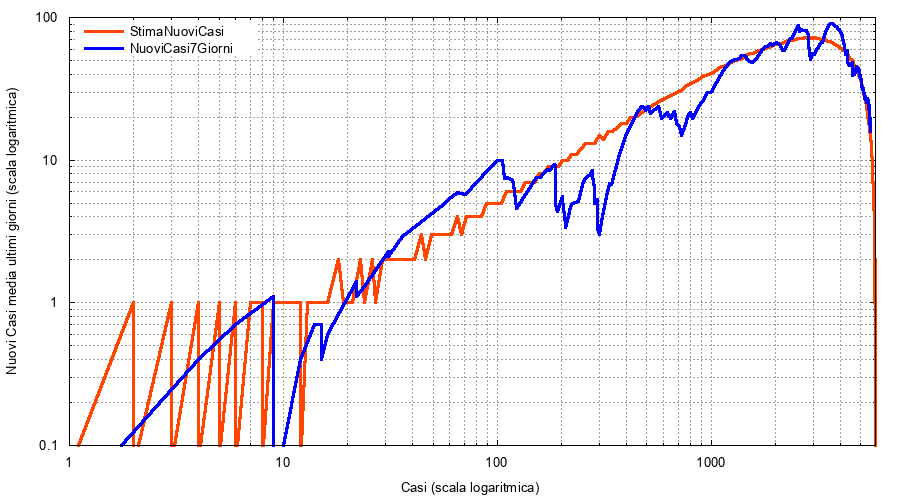 StimaNuoviCasi
NuoviCasi7Giorni
Nuovi Casi media ultimi giorni (scala logaritmica)
100
10
1
0.1
1
10
100
1000
Casi (scala logaritmica)